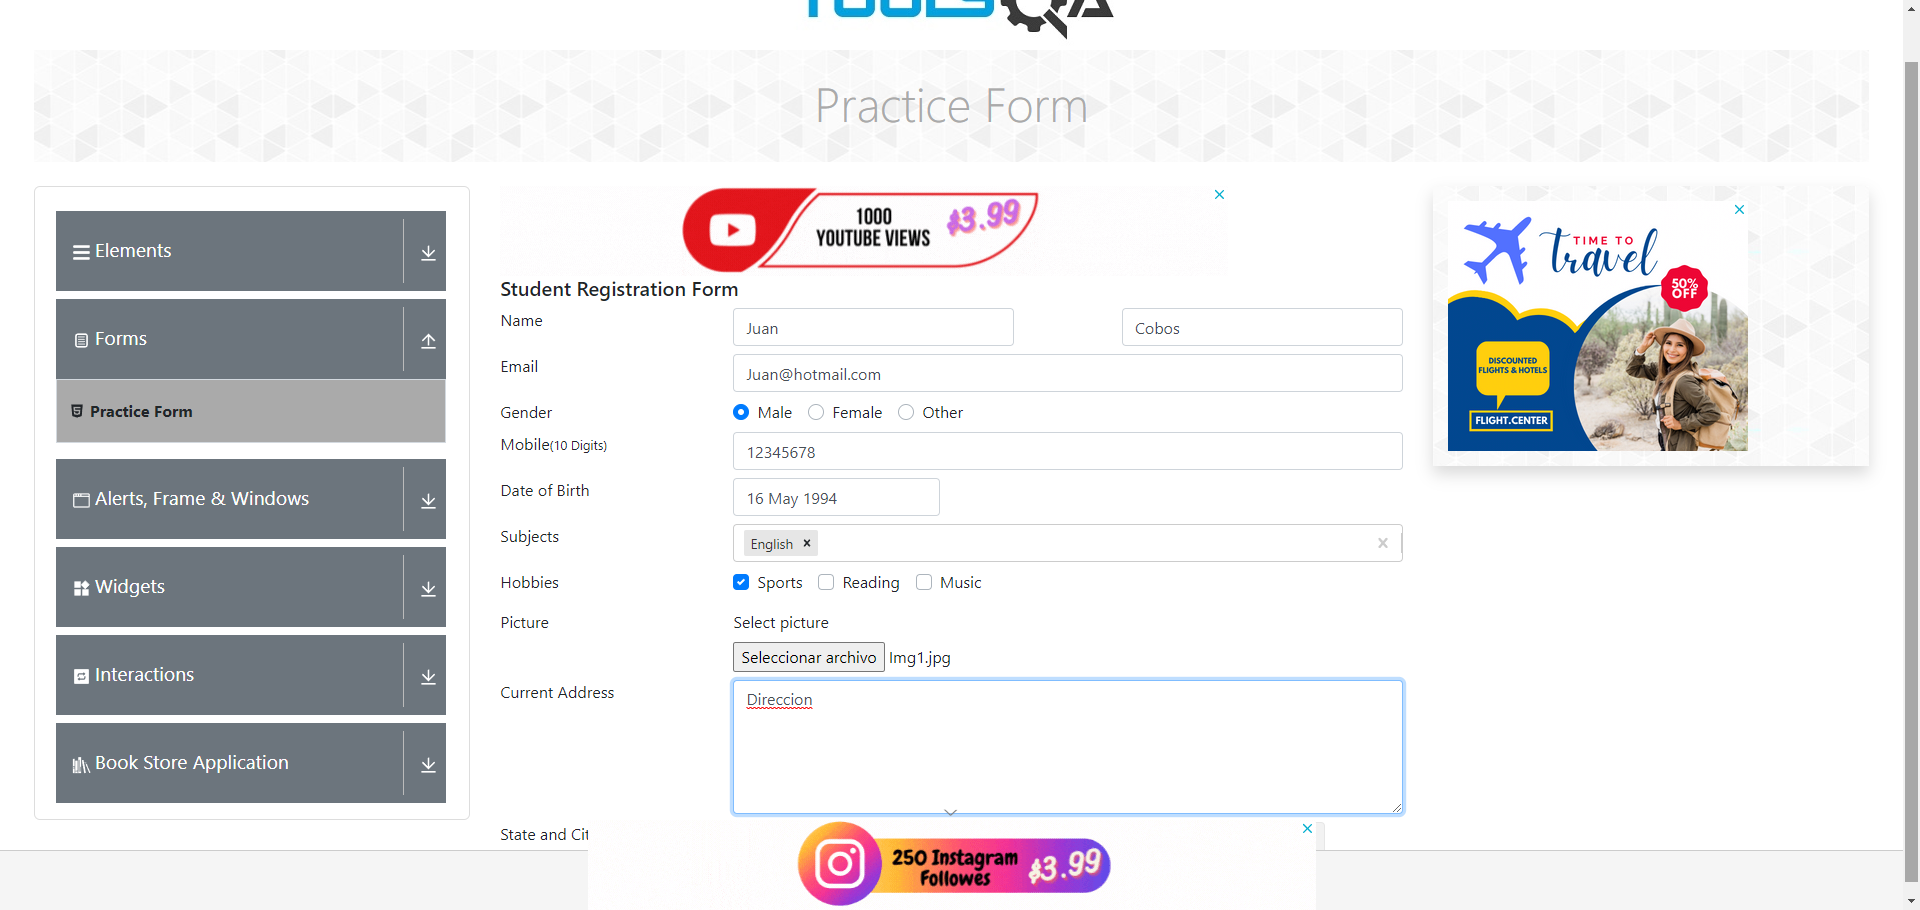 TOOLSQA
Practice Form
Elements
Forms
Practice Form
Alerts, Frame & Windows
Widgets
Interactions
Book Store Application
1000
YOUTUBE VIEWS
$3.99
Student Registration Form
Name
Juan
Cobos
Email
Juan@hotmail.com
Gender
Male
Female
Other
Mobile(10 Digits)
12345678
Date of Birth
16 May 1994
Subjects
English
Hobbies
Sports
Reading
Music
Picture
Select picture
Seleccionar archivo
Img1.jpg
Current Address
Direccion
State and Cit
250 Instagram
Followes
$3.99
TIME TO
travel
50%
OFF
DISCOUNTED
FLIGHTS & HOTELS
FLIGHT.CENTER